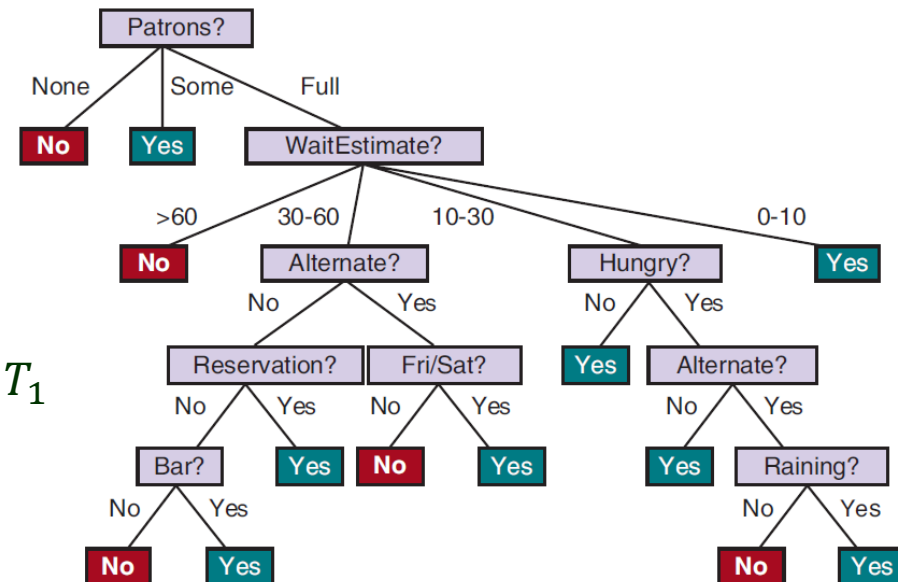 Patrons?
None Some Full
No Yes WaitEstimate?
>60 30-60 10-30 0-10
No Alternate? Hungry? Yes
No Yes No Yes
Reservation? Fri/Sat? Yes Alternate?
T₁
No Yes No Yes No Yes
Bar? Yes No Yes Yes Raining?
No Yes No Yes
No Yes No Yes